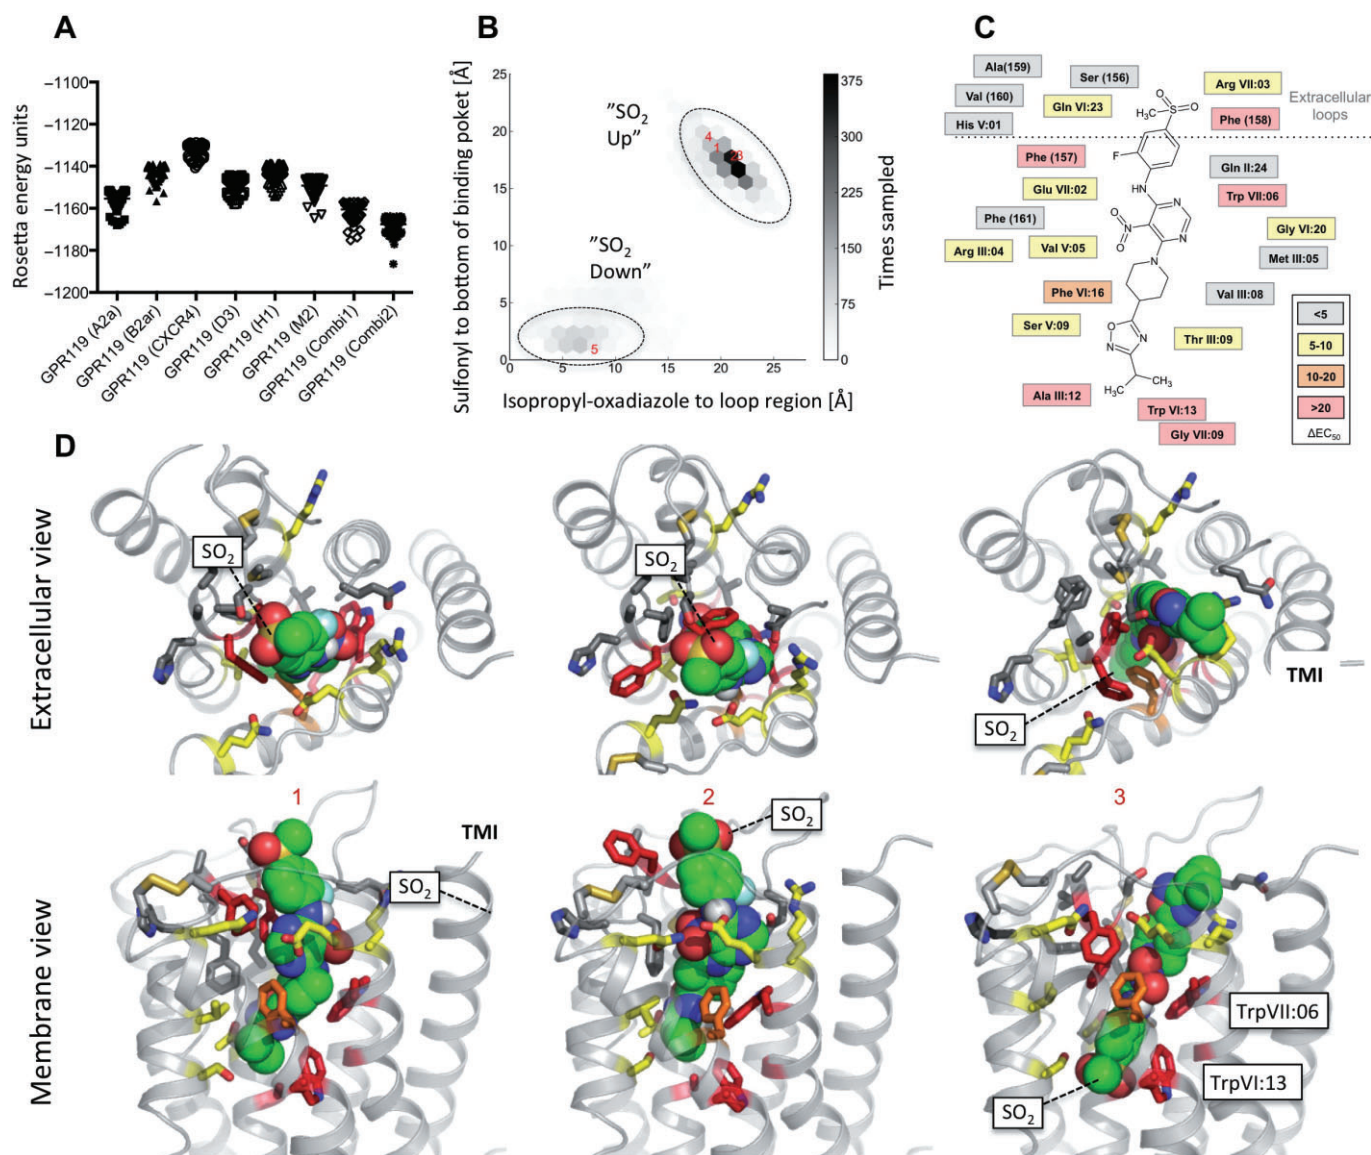 A
Rosetta energy units
−1100
−1120
−1140
−1160
−1180
−1200
GPR119 (A2a)
GPR119 (B2ar)
GPR119 (CXCR4)
GPR119 (D3)
GPR119 (H1)
GPR119 (M2)
GPR119 (Combi1)
GPR119 (Combi2)
B
Sulfonyl to bottom of binding poket [Å]
25
20
15
10
5
0
0 5 10 15 20 25
Isopropyl-oxadiazole to loop region [Å]
”SO2
Up”
4
1
3
”SO2
Down”
5
375
300
225
150
75
0
Times sampled
C
Ala(159)
Ser (156)
Arg VII:03
Val (160)
Gln VI:23
Extracellular
loops
His V:01
Phe (158)
H3C
S
O
O
Phe (157)
F
Gln II:24
Glu VII:02
HN
Trp VII:06
Phe (161)
O
N
N
Gly VI:20
Arg III:04
Val V:05
O
N
Met III:05
N
Phe VI:16
Val III:08
Ser V:09
O
N
N
Thr III:09
H3C
CH3
Ala III:12
Trp VI:13
Gly VII:09
<5
5-10
10-20
>20
ΔEC50
D
Extracellular view
SO2
SO2
SO2
TMI
Membrane view
1
TMI
SO2
2
SO2
3
TrpVII:06
TrpVI:13
SO2